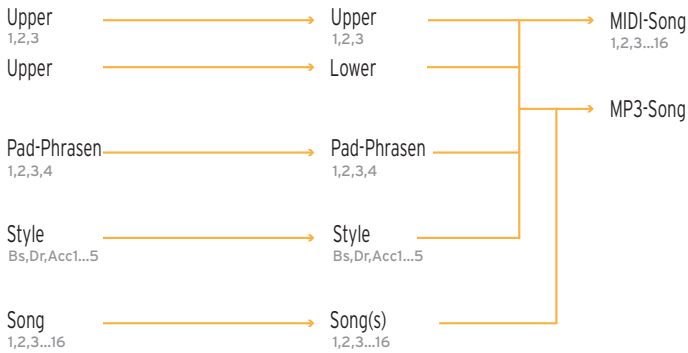 Upper
1,2,3
Upper
1,2,3
MIDI-Song
1,2,3...16
Upper
Lower
MP3-Song
Pad-Phrasen
1,2,3,4
Pad-Phrasen
1,2,3,4
Style
Bs,Dr,Acc1...5
Style
Bs,Dr,Acc1...5
Song
1,2,3...16
Song(s)
1,2,3...16